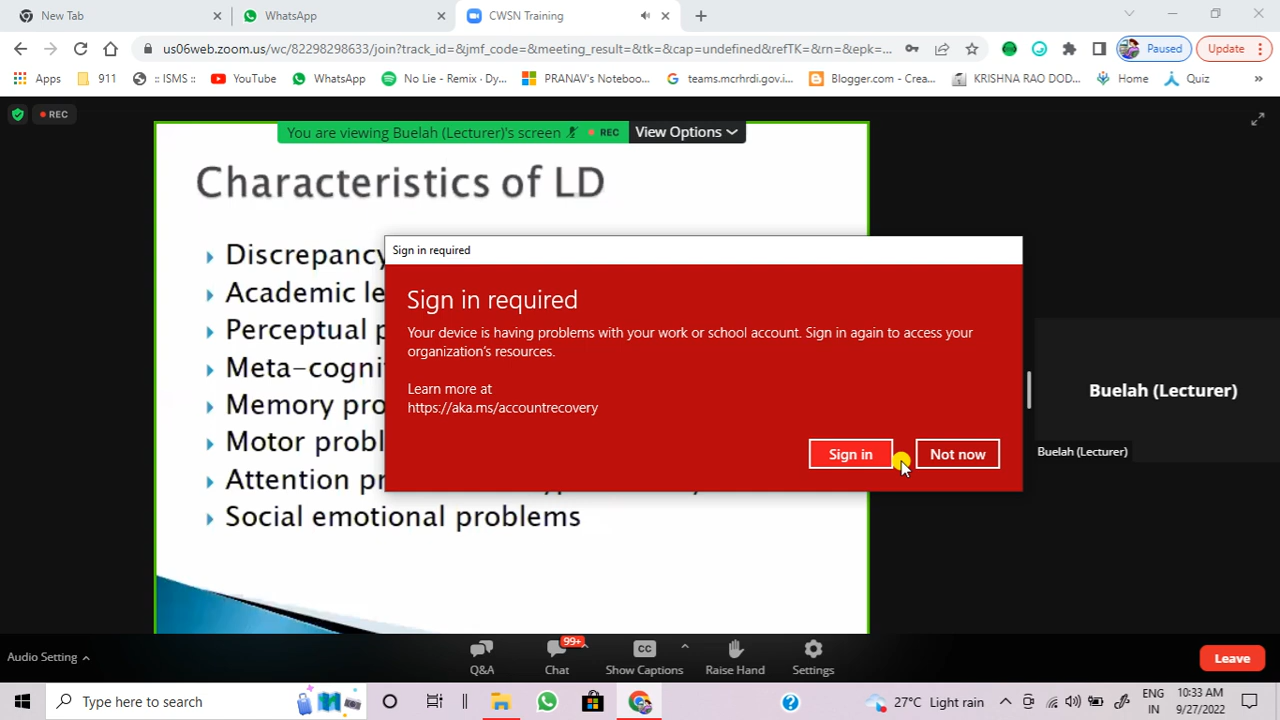 New Tab
WhatsApp
CWSN Training
us06web.zoom.us/wc/82298298633/join?track_id=&jmf_code=&meeting_result=&tk=&cap=undefined&refTK=&rn=&epk=...
Paused
Update
Apps
911
:: ISMS ::
YouTube
WhatsApp
No Lie - Remix - Dy...
PRANAV's Noteboo...
teams.mcrhrdi.gov.i...
Blogger.com - Crea...
KRISHNA RAO DOD...
Home
Quiz
»
REC
You are viewing Buelah (Lecturer)'s screen
REC
View Options
Characteristics of LD
Discrepancy
Academic le
Perceptual p
Meta-cogni
Memory pro
Motor probl
Attention pr
Social emotional problems
Sign in required
Sign in required
Your device is having problems with your work or school account. Sign in again to access your
organization's resources.
Learn more at
https://aka.ms/accountrecovery
Sign in
Not now
Buelah (Lecturer)
Buelah (Lecturer)
Audio Setting
Q&A
99+
Chat
CC
Show Captions
Raise Hand
Settings
Leave
Type here to search
27°C Light rain
ENG
IN
10:33 AM
9/27/2022